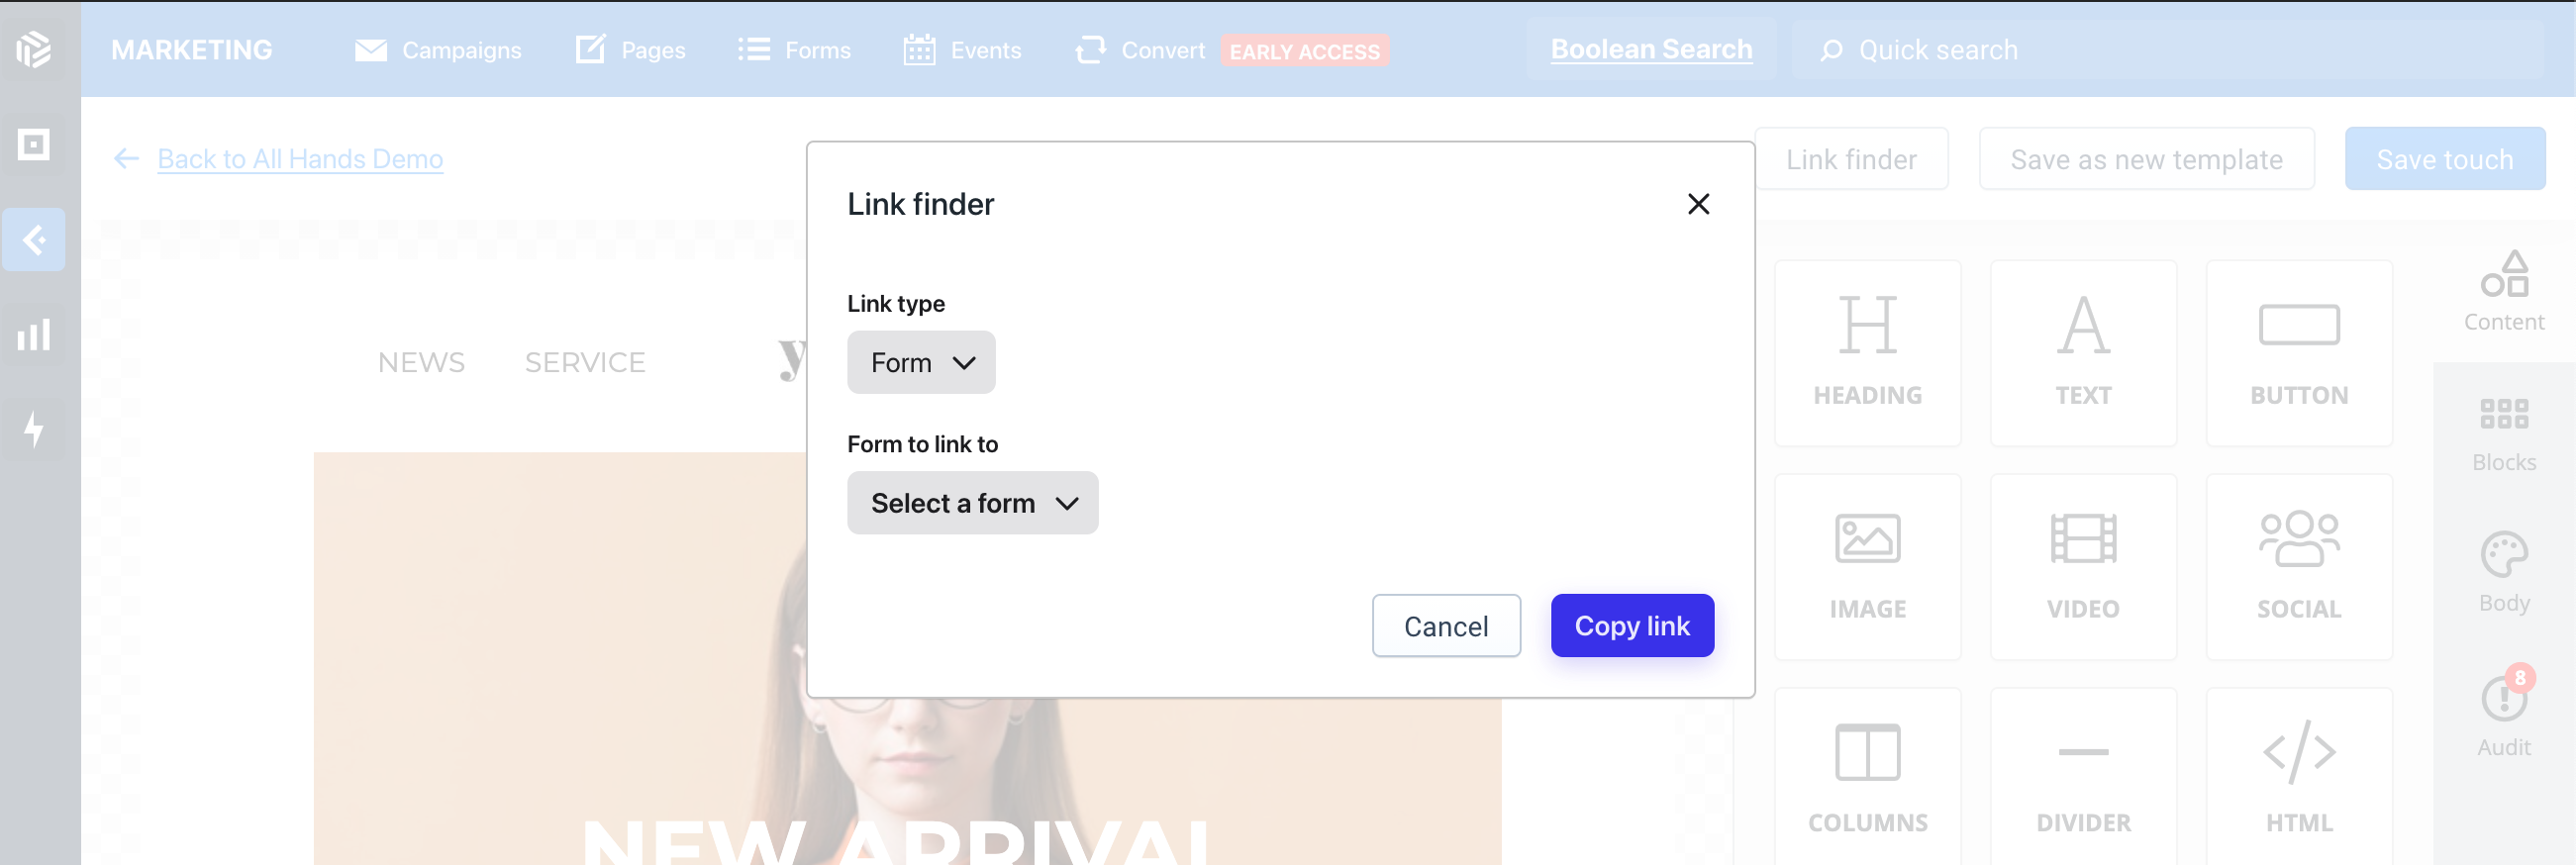 MARKETING
Campaigns
Pages
Forms
Events
Convert
EARLY ACCESS
Boolean Search
Quick search
Back to All Hands Demo
Link finder
Save as new template
Save touch
Link finder
Link type
Form
Form to link to
Select a form
Cancel
Copy link
NEWS
SERVICE
y
NEW ARRIVAL
HEADING
TEXT
BUTTON
IMAGE
VIDEO
SOCIAL
COLUMNS
DIVIDER
HTML
Content
Blocks
Body
8
Audit